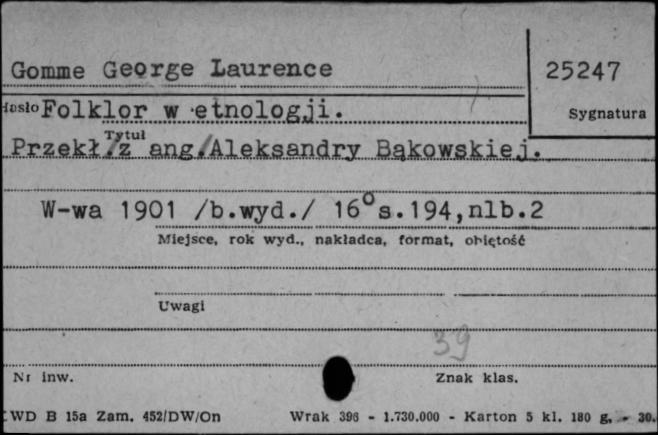 Gomme George Laurence
25247
Hasło Folklor w etnologji.
Sygnatura
Tytuł
Przekł./z ang./Aleksandry Bąkowskiej.
W-wa 1901 /b.wyd./ 16° s.194,nlb.2
Miejsce, rok wyd., nakładca, format, objętość
Uwagi
39
Nr inw.
Znak klas.
WD B 15a Zam. 452/DW/On Wrak 396 - 1.730.000 - Karton 5 kl. 180 g. - 30.